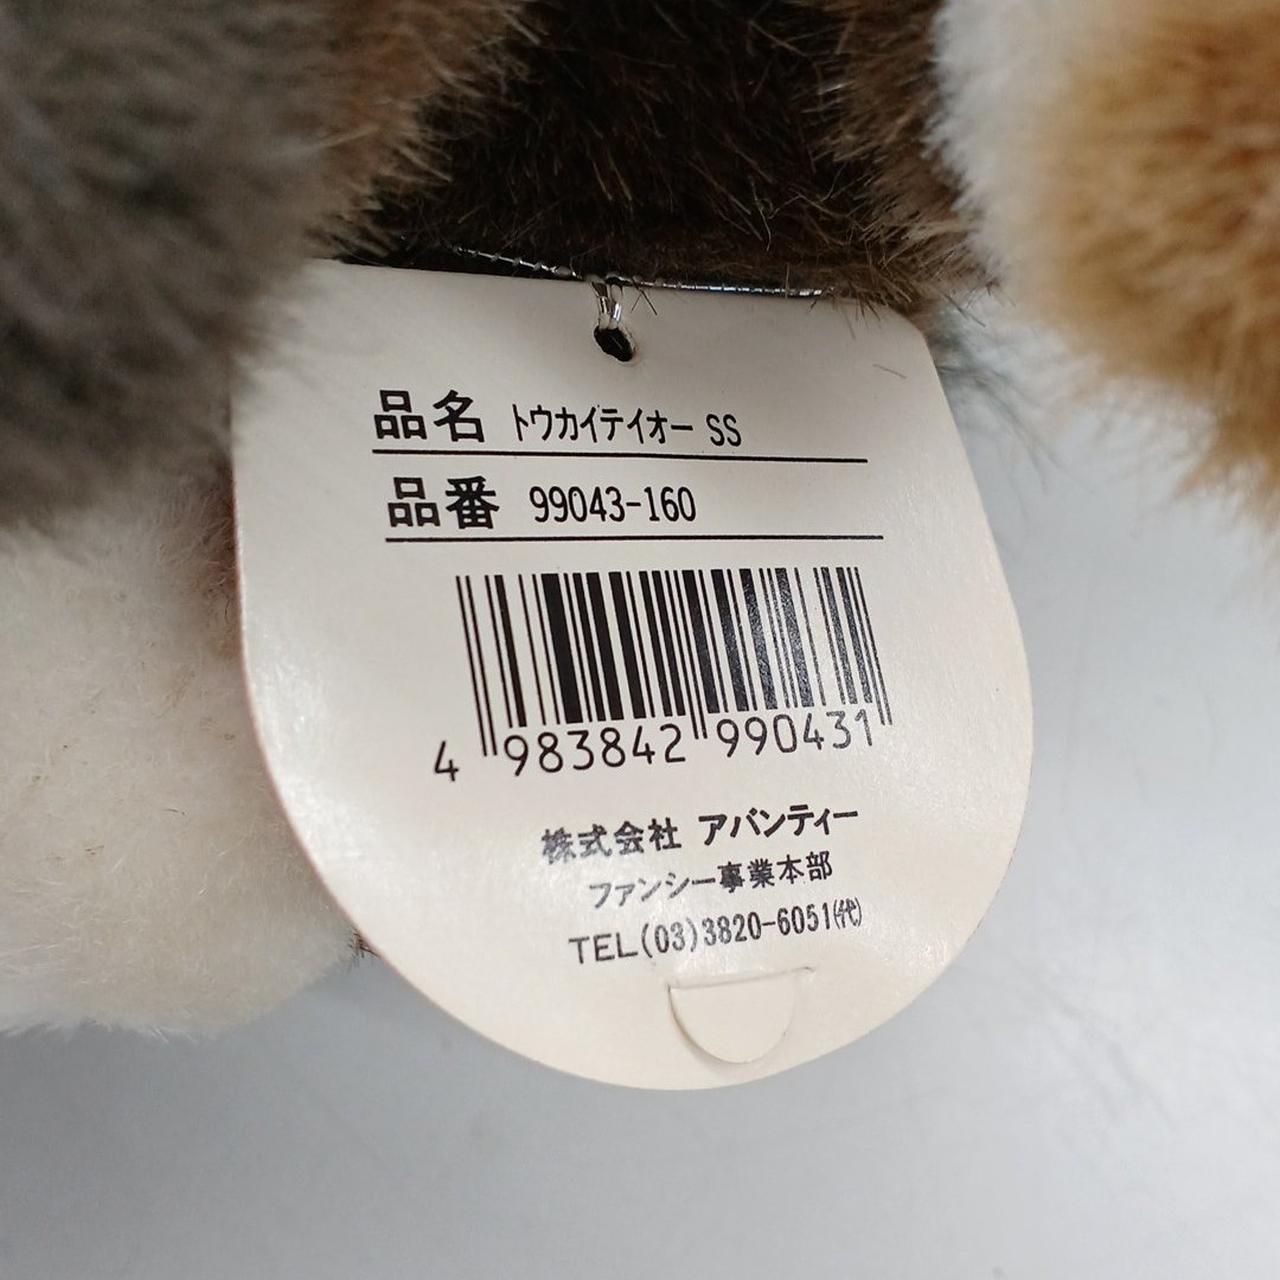 品名 トウカイテイオー SS
品番 99043-160
4 983842 990431
株式会社 アバンティー
ファンシー事業本部
TEL(03)3820-6051(代)